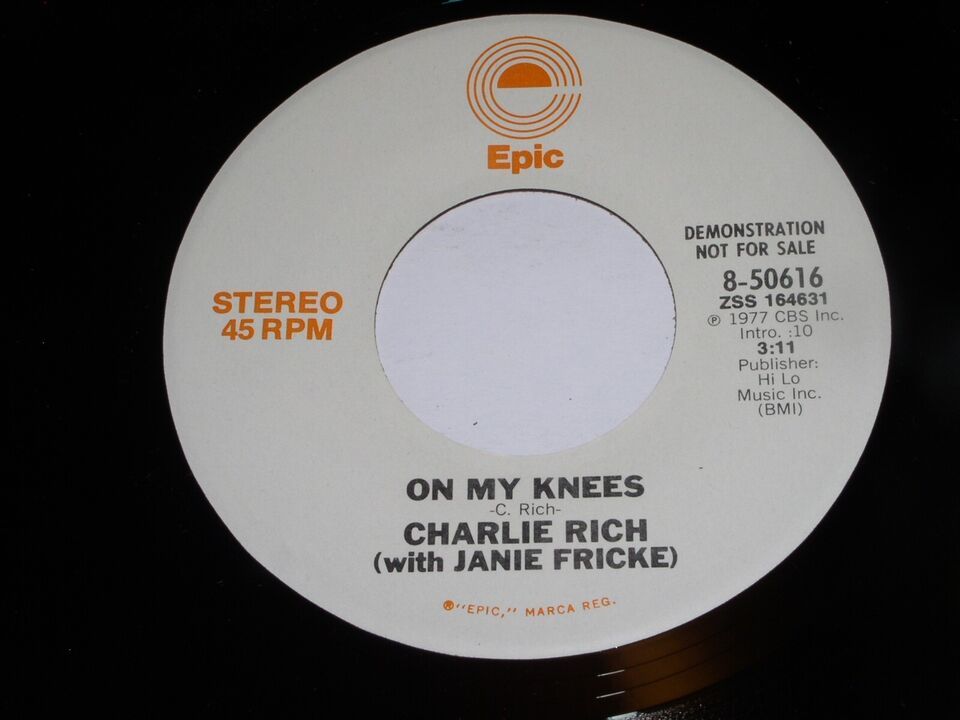 Epic
STEREO
45 RPM
DEMONSTRATION
NOT FOR SALE
8-50616
ZSS 164631
℗ 1977 CBS Inc.
Intro. :10
3:11
Publisher:
Hi Lo
Music Inc.
(BMI)
ON MY KNEES
-C. Rich-
CHARLIE RICH
(with JANIE FRICKE)
®"EPIC," MARCA REG.